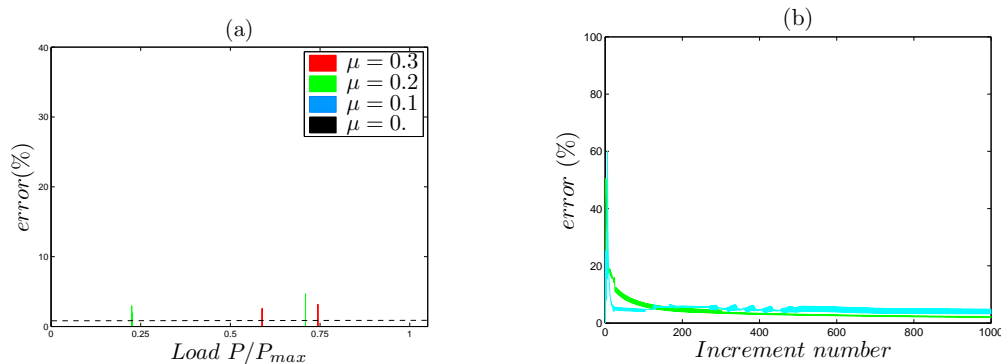 (a)
error(%)
40
30
20
10
0
0
0.25
0.5
0.75
1
Load P/P_max
μ = 0.3
μ = 0.2
μ = 0.1
μ = 0.
(b)
error (%)
100
80
60
40
20
0
0
200
400
600
800
1000
Increment number